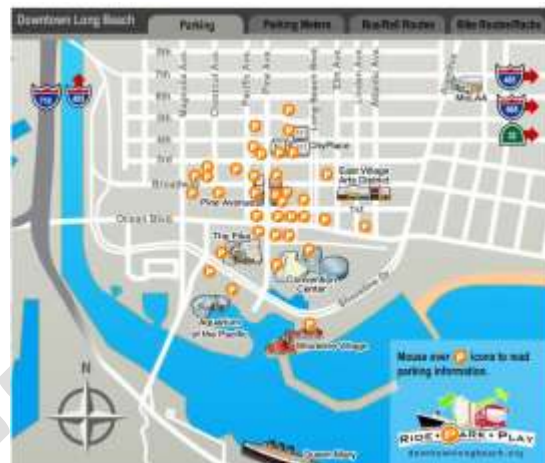 Downtown Long Beach
Parking
Parking Meters
Bus/Rail Routes
Bike Routes/Racks
9th
7th
6th
5th
4th
3rd
Broadway
Ocean Blvd.
Magnolia Ave.
Chestnut Ave.
Pacific Ave.
Pine Ave.
Long Beach Blvd.
Elm Ave.
Linden Ave.
Atlantic Ave.
MoLAA
CityPlace
East Village
Arts District
Pine Avenue
1st
The Pike
Convention
Center
Shoreline Dr.
Aquarium
of the Pacific
Shoreline Village
Queen Mary
N
710
Mouse over P icons to read
parking information.
RIDE • PARK • PLAY
downtownlongbeach.org